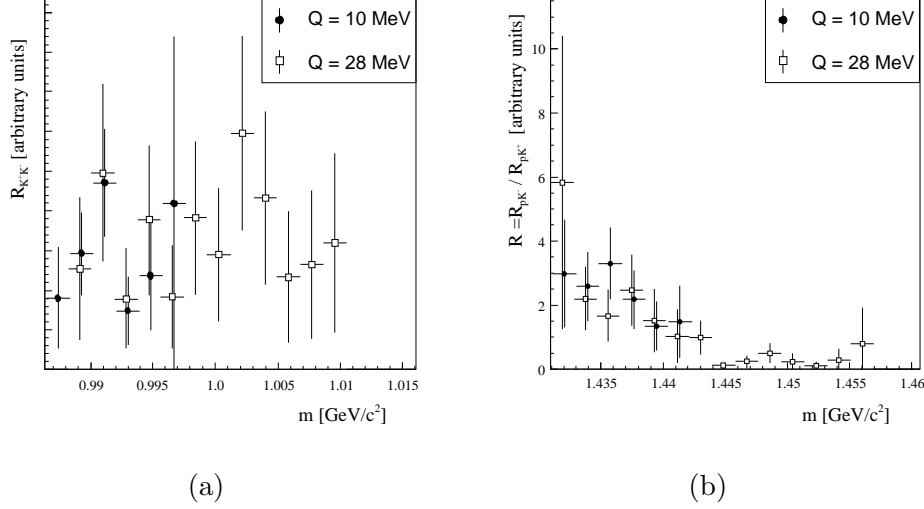 Q = 10 MeV
Q = 28 MeV
R_{K^+K^-} [arbitrary units]
0.99 0.995 1.0 1.005 1.01 1.015
m [GeV/c²]
(a)
Q = 10 MeV
Q = 28 MeV
R =R_{pK^-} / R_{pK^+} [arbitrary units]
10
8
6
4
2
0
1.435 1.44 1.445 1.45 1.455 1.46
m [GeV/c²]
(b)